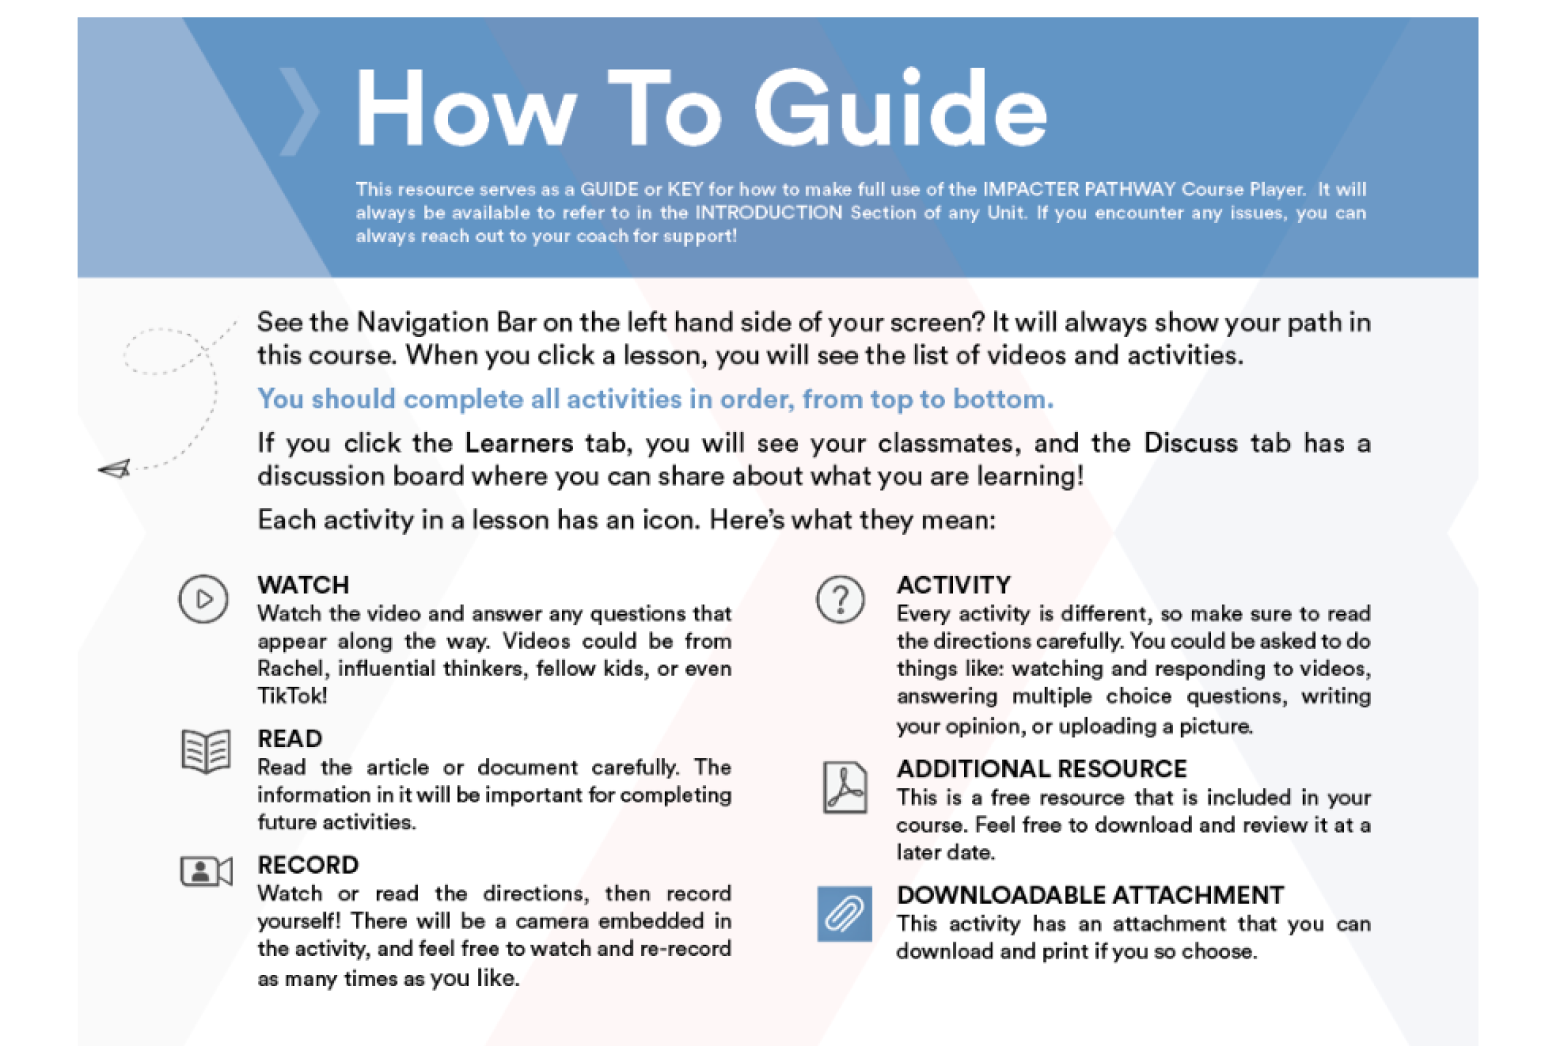 How To Guide
This resource serves as a GUIDE or KEY for how to make full use of the IMPACTER PATHWAY Course Player. It will
always be available to refer to in the INTRODUCTION Section of any Unit. If you encounter any issues, you can
always reach out to your coach for support!
See the Navigation Bar on the left hand side of your screen? It will always show your path in
this course. When you click a lesson, you will see the list of videos and activities.
You should complete all activities in order, from top to bottom.
If you click the Learners tab, you will see your classmates, and the Discuss tab has a
discussion board where you can share about what you are learning!
Each activity in a lesson has an icon. Here's what they mean:
WATCH
Watch the video and answer any questions that
appear along the way. Videos could be from
Rachel, influential thinkers, fellow kids, or even
TikTok!
READ
Read the article or document carefully. The
information in it will be important for completing
future activities.
RECORD
Watch or read the directions, then record
yourself! There will be a camera embedded in
the activity, and feel free to watch and re-record
as many times as you like.
ACTIVITY
Every activity is different, so make sure to read
the directions carefully. You could be asked to do
things like: watching and responding to videos,
answering multiple choice questions, writing
your opinion, or uploading a picture.
ADDITIONAL RESOURCE
This is a free resource that is included in your
course. Feel free to download and review it at a
later date.
DOWNLOADABLE ATTACHMENT
This activity has an attachment that you can
download and print if you so choose.